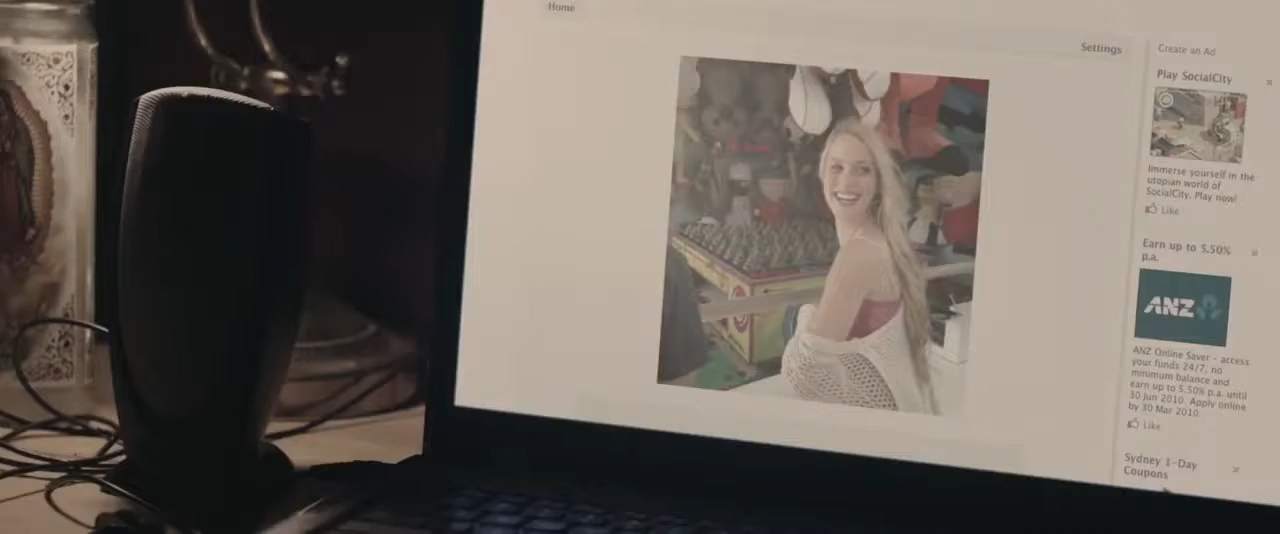 Home
Settings
Create an Ad
Play SocialCity
Immerse yourself in the
utopian world of
SocialCity. Play now!
Like
Earn up to 5.50%
p.a.
ANZ
ANZ Online Saver - access
your funds 24/7, no
minimum balance and
earn up to 5.50% p.a. until
30 Jun 2010. Apply online
by 30 Mar 2010.
Like
Sydney 1-Day
Coupons